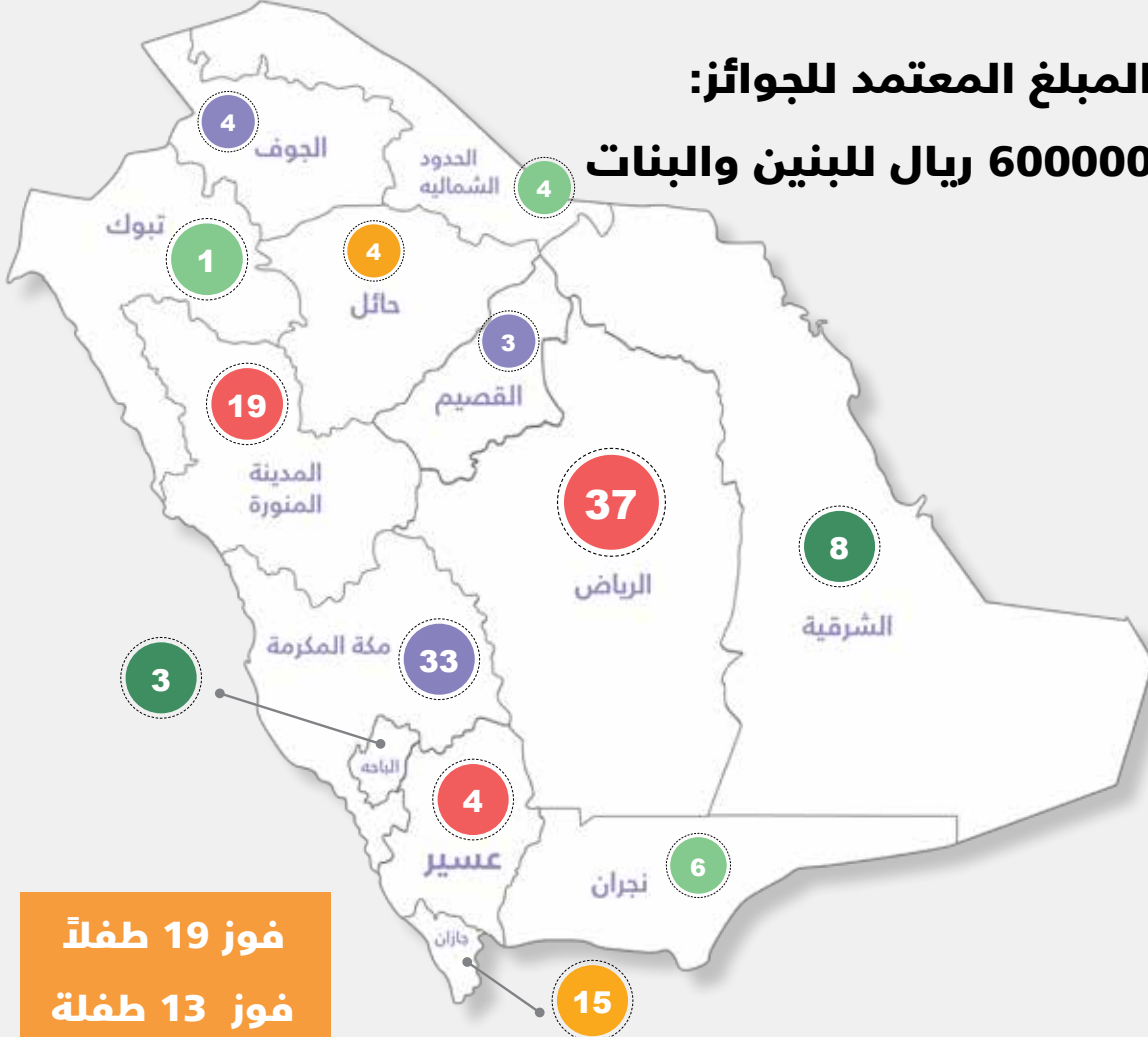 المبلغ المعتمد للجوائز:
600000 ريال للبنين والبنات
4
الجوف
الحدود
الشماليه
4
تبوك
1
4
حائل
3
القصيم
19
المدينة
المنورة
37
الرياض
8
الشرقية
مكة المكرمة
33
3
الباحه
4
عسير
6
نجران
جازان
15
فوز 19 طفلاً
فوز 13 طفلة